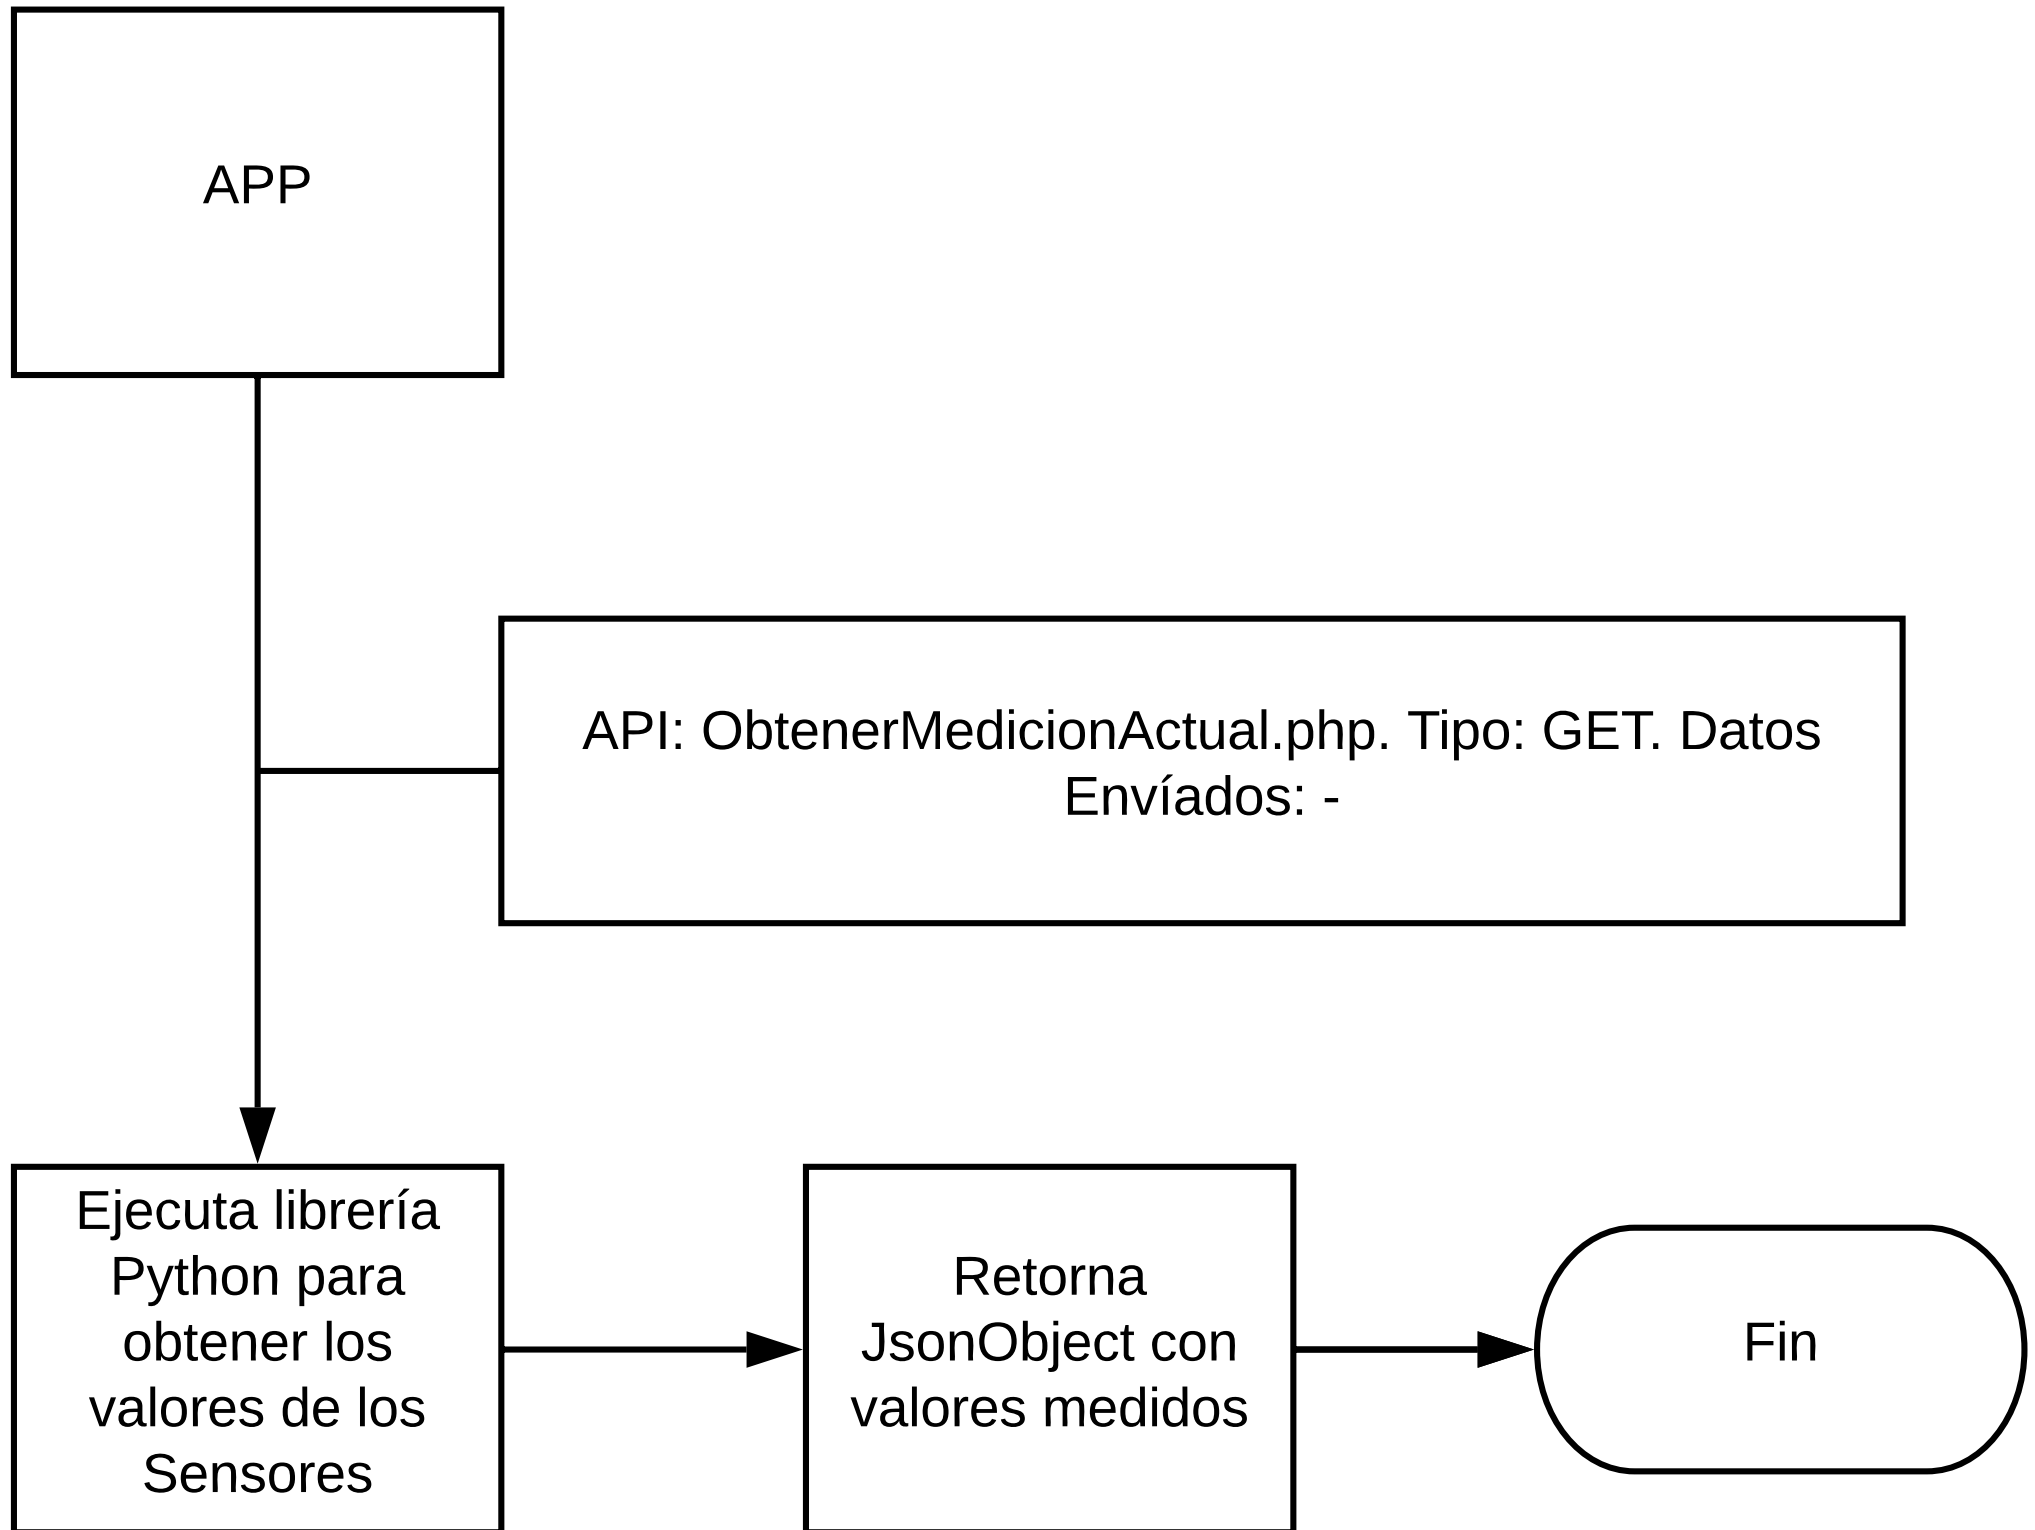 APP
API: ObtenerMedicionActual.php. Tipo: GET. Datos
Envíados: -
Ejecuta librería
Python para
obtener los
valores de los
Sensores
Retorna
JsonObject con
valores medidos
Fin